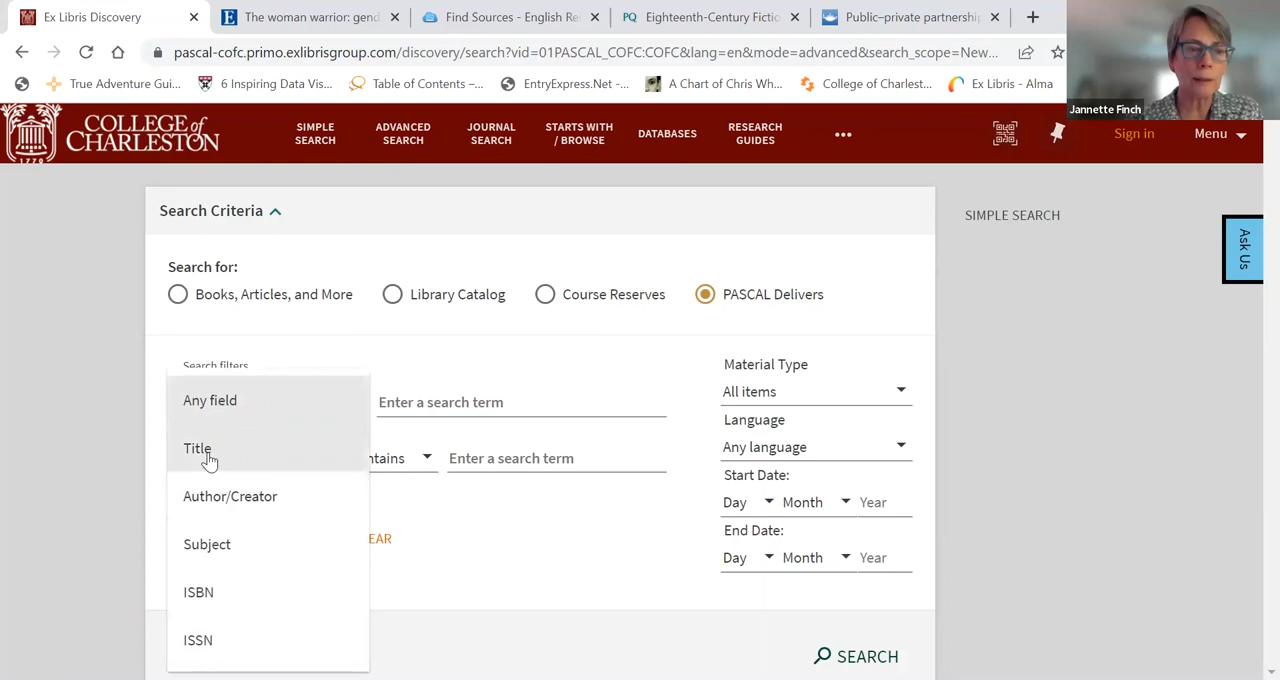 Ex Libris Discovery
The woman warrior: gend
Find Sources - English Re
PQ Eighteenth-Century Fictio
Public–private partnership
pascal-cofc.primo.exlibrisgroup.com/discovery/search?vid=01PASCAL_COFC:COFC&lang=en&mode=advanced&search_scope=New...
True Adventure Gui...
6 Inspiring Data Vis...
Table of Contents –...
EntryExpress.Net -...
A Chart of Chris Wh...
College of Charlest...
Ex Libris - Alma
Jannette Finch
COLLEGE of
CHARLESTON
1770
SIMPLE
SEARCH
ADVANCED
SEARCH
JOURNAL
SEARCH
STARTS WITH
/ BROWSE
DATABASES
RESEARCH
GUIDES
Sign in
Menu
Search Criteria
SIMPLE SEARCH
Ask Us
Search for:
Books, Articles, and More
Library Catalog
Course Reserves
PASCAL Delivers
Search filters
Any field
Title
Author/Creator
Subject
ISBN
ISSN
Enter a search term
ntains
Enter a search term
EAR
Material Type
All items
Language
Any language
Start Date:
Day Month Year
End Date:
Day Month Year
SEARCH